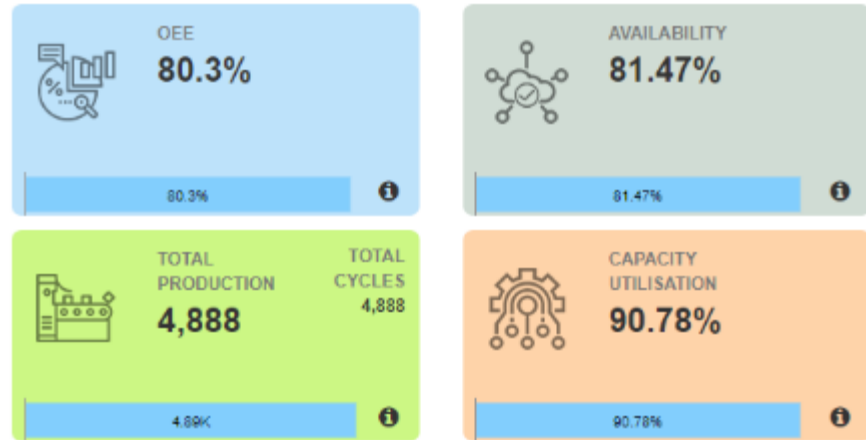 OEE
80.3%
80.3%
AVAILABILITY
81.47%
81.47%
TOTAL
PRODUCTION
4,888
TOTAL
CYCLES
4,888
4.89K
CAPACITY
UTILISATION
90.78%
90.78%